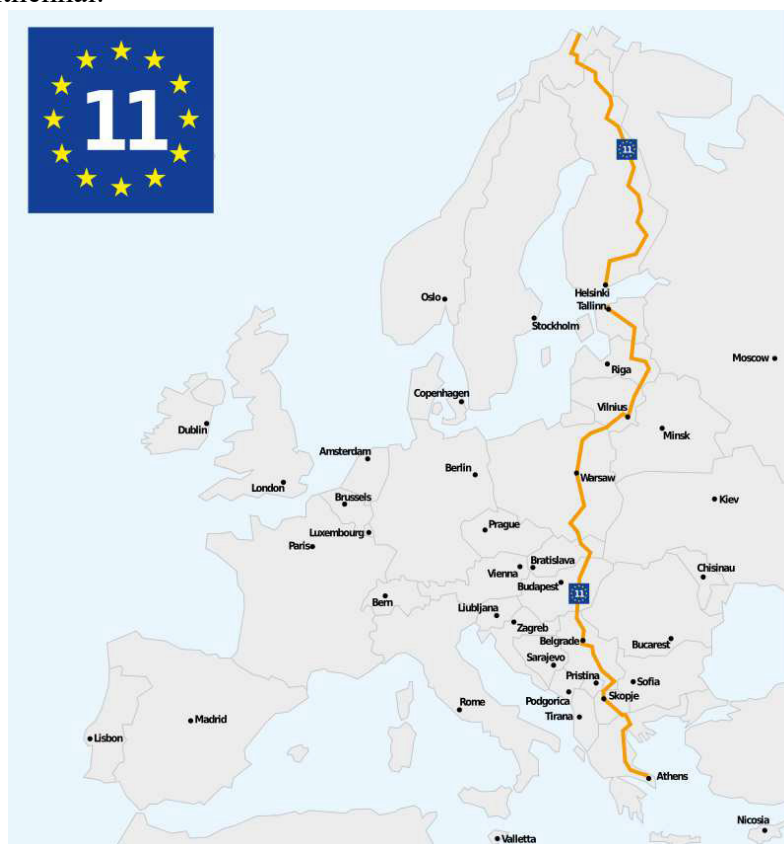 11
11
Helsinki
Tallinn
Oslo
Stockholm
Riga
Moscow
Copenhagen
Vilnius
Minsk
Dublin
Amsterdam
Berlin
Warsaw
London
Brussels
Kiev
Prague
Luxembourg
Paris
Bratislava
Vienna
Chisinau
Budapest
11
Bern
Ljubljana
Zagreb
Belgrade
Bucarest
Sarajevo
Pristina
Sofia
Podgorica
Skopje
Rome
Tirana
Madrid
Lisbon
Athens
Nicosia
Valletta